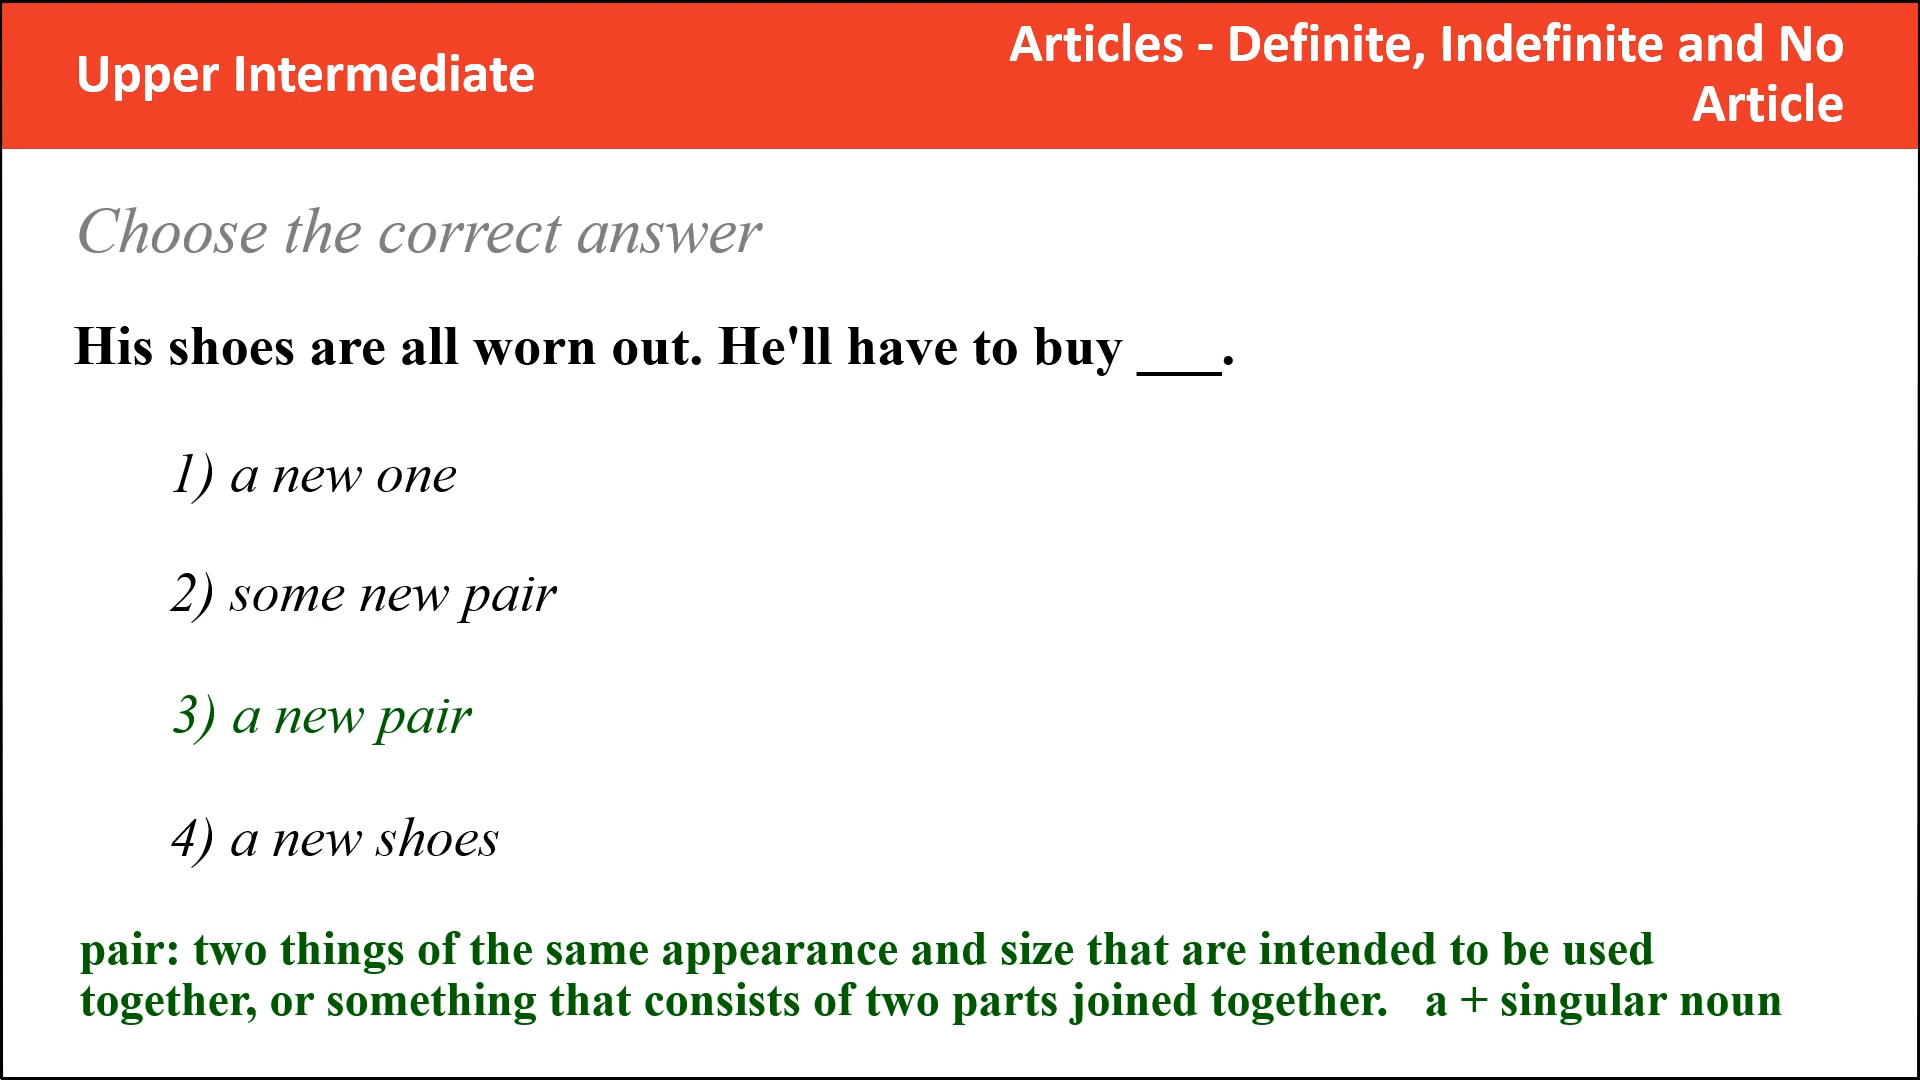 Upper Intermediate
Articles - Definite, Indefinite and No
Article
Choose the correct answer
His shoes are all worn out. He'll have to buy ___.
1) a new one
2) some new pair
3) a new pair
4) a new shoes
pair: two things of the same appearance and size that are intended to be used
together, or something that consists of two parts joined together. a + singular noun